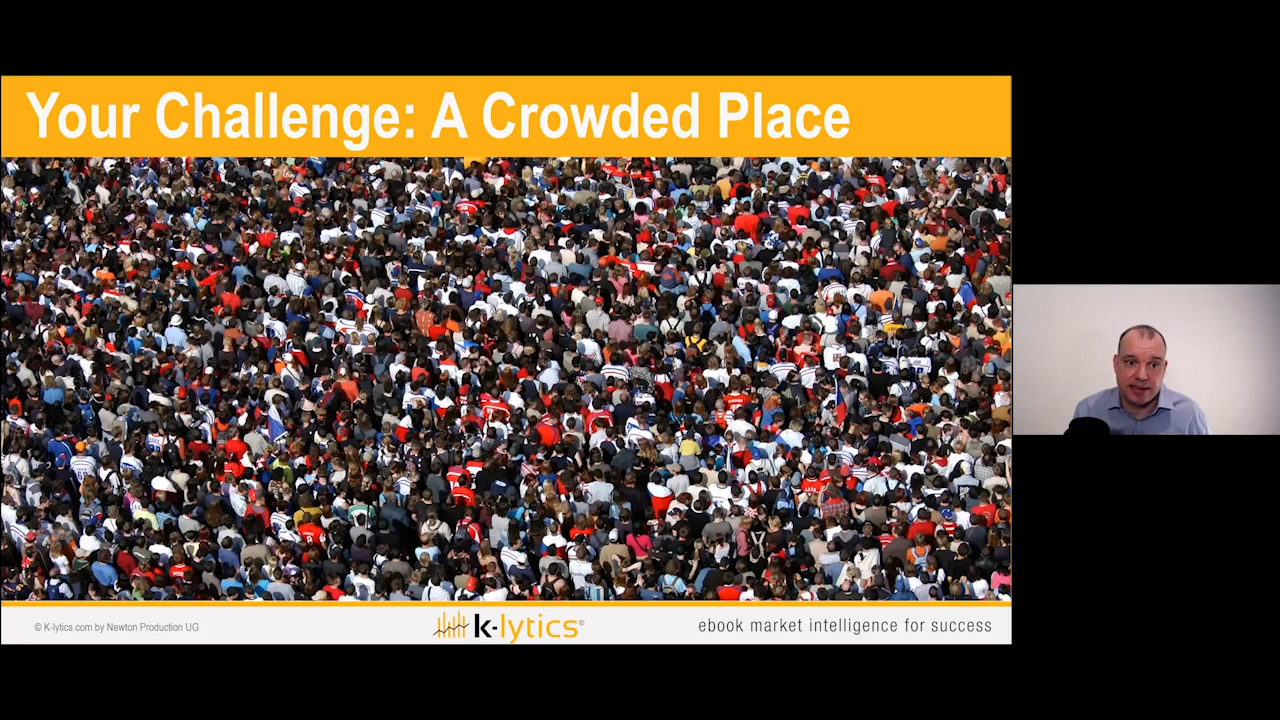 Your Challenge: A Crowded Place
© K-lytics.com by Newton Production UG
k-lytics®
ebook market intelligence for success